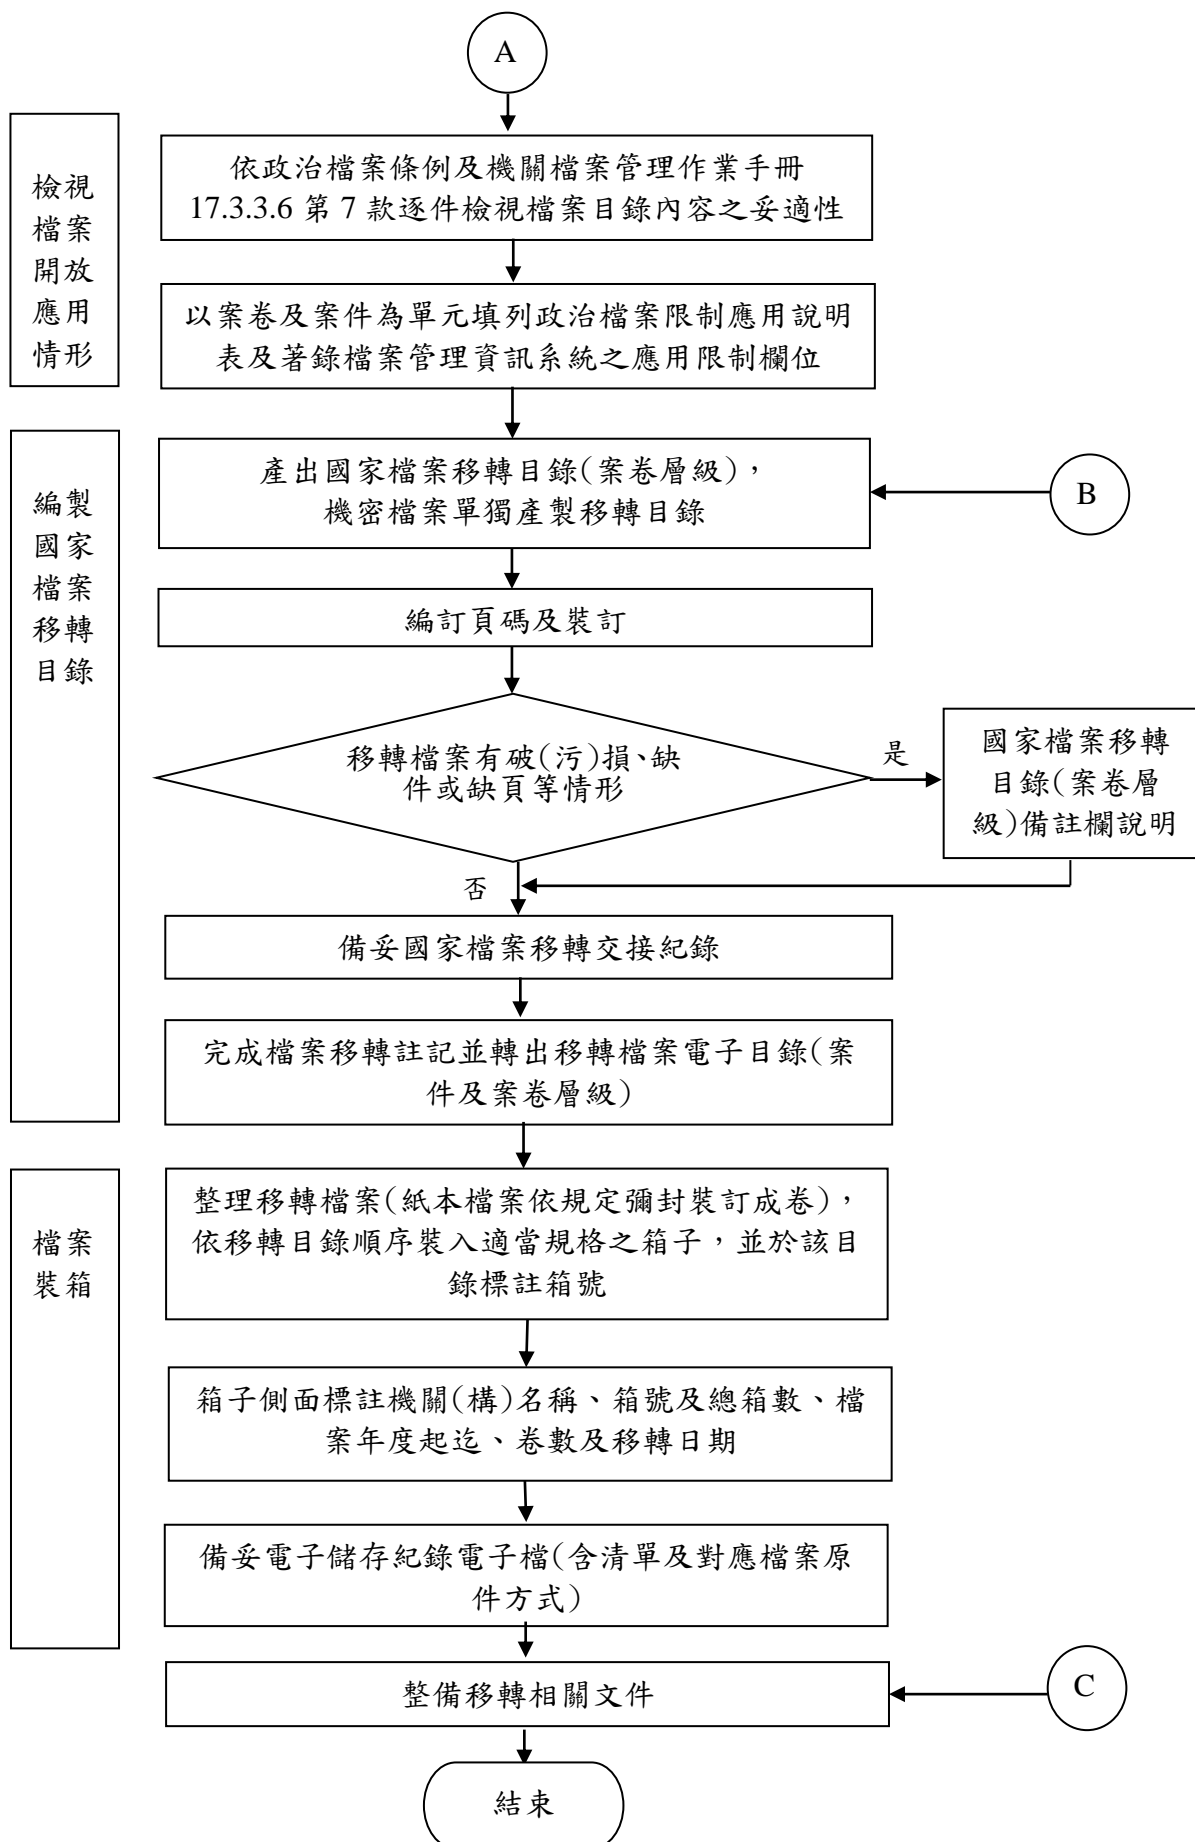 A
檢視
檔案
開放
應用
情形
依政治檔案條例及機關檔案管理作業手冊
17.3.3.6 第 7 款逐件檢視檔案目錄內容之妥適性
以案卷及案件為單元填列政治檔案限制應用說明
表及著錄檔案管理資訊系統之應用限制欄位
編製
國家
檔案
移轉
目錄
產出國家檔案移轉目錄(案卷層級)，
機密檔案單獨產製移轉目錄
B
編訂頁碼及裝訂
移轉檔案有破(污)損、缺
件或缺頁等情形
是
國家檔案移轉
目錄(案卷層
級)備註欄說明
否
備妥國家檔案移轉交接紀錄
完成檔案移轉註記並轉出移轉檔案電子目錄(案
件及案卷層級)
檔案
裝箱
整理移轉檔案(紙本檔案依規定彌封裝訂成卷)，
依移轉目錄順序裝入適當規格之箱子，並於該目
錄標註箱號
箱子側面標註機關(構)名稱、箱號及總箱數、檔
案年度起迄、卷數及移轉日期
備妥電子儲存紀錄電子檔(含清單及對應檔案原
件方式)
整備移轉相關文件
C
結束